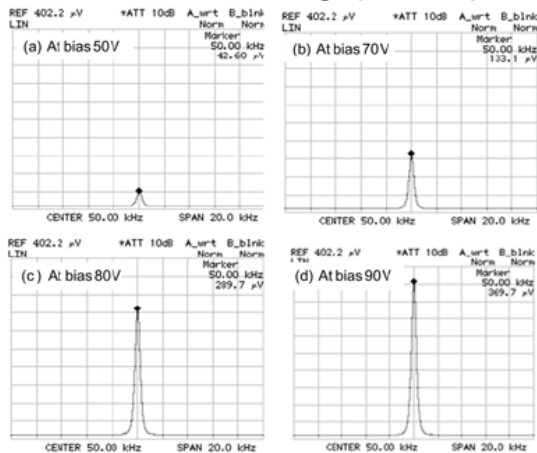 REF 402.2 µV *ATT 10dB A_wrt B_blnk
LIN Norm Norm
Marker
50.00 kHz
42.60 µV
(a) At bias 50V
CENTER 50.00 kHz SPAN 20.0 kHz
REF 402.2 µV *ATT 10dB A_wrt B_blnk
LIN Norm Norm
Marker
50.00 kHz
133.1 µV
(b) At bias 70V
CENTER 50.00 kHz SPAN 20.0 kHz
REF 402.2 µV *ATT 10dB A_wrt B_blnk
LIN Norm Norm
Marker
50.00 kHz
289.7 µV
(c) At bias 80V
CENTER 50.00 kHz SPAN 20.0 kHz
REF 402.2 µV *ATT 10dB A_wrt B_blnk
Norm Norm
Marker
50.00 kHz
369.7 µV
(d) At bias 90V
CENTER 50.00 kHz SPAN 20.0 kHz